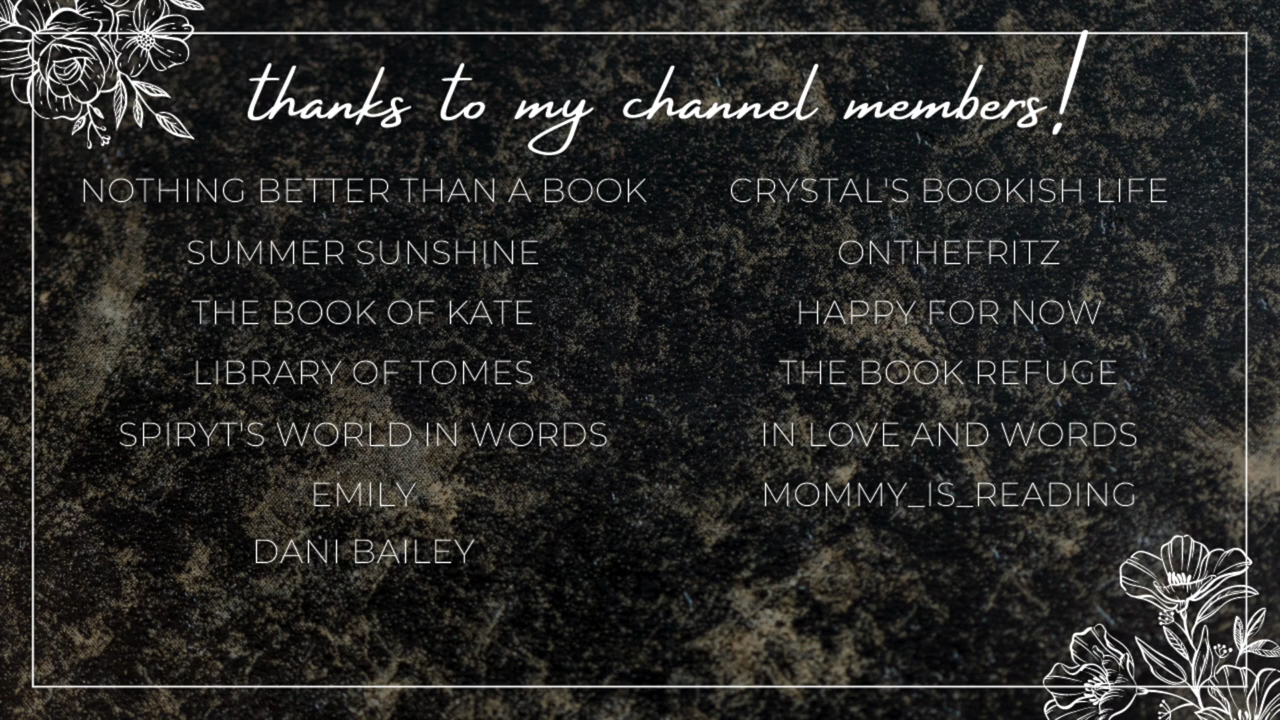 thanks to my channel members!
NOTHING BETTER THAN A BOOK
SUMMER SUNSHINE
THE BOOK OF KATE
LIBRARY OF TOMES
SPIRYT'S WORLD IN WORDS
EMILY
DANI BAILEY
CRYSTAL'S BOOKISH LIFE
ONTHEFRITZ
HAPPY FOR NOW
THE BOOK REFUGE
IN LOVE AND WORDS
MOMMY_IS_READING